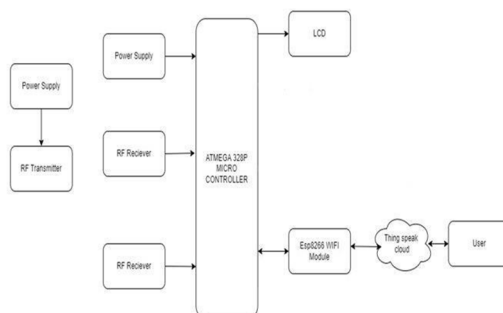 Power Supply
RF Transmitter
Power Supply
RF Reciever
RF Reciever
ATMEGA 328P
MICRO
CONTROLLER
LCD
Esp8266 WIFI
Module
Thing speak
cloud
User